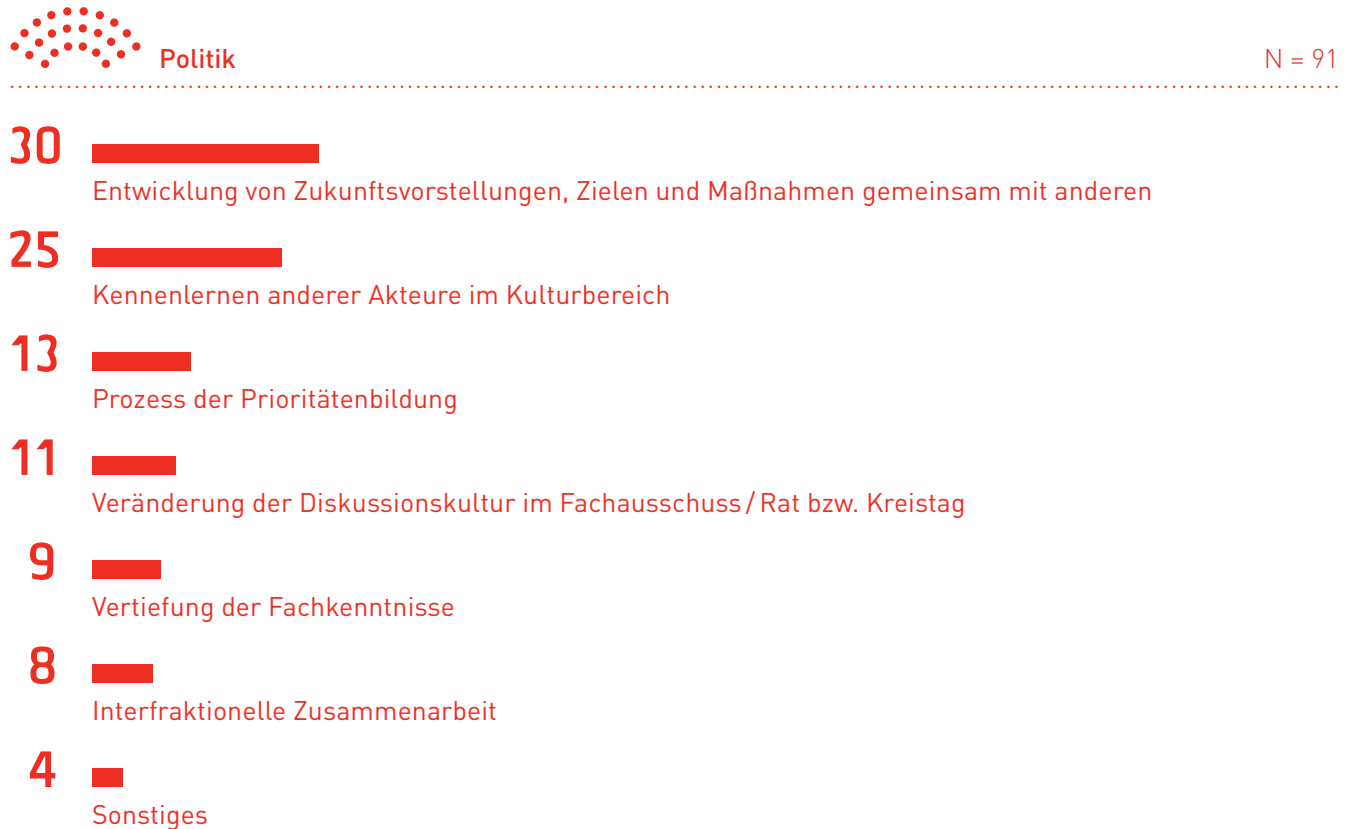 Politik
N = 91
30
Entwicklung von Zukunftsvorstellungen, Zielen und Maßnahmen gemeinsam mit anderen
25
Kennenlernen anderer Akteure im Kulturbereich
13
Prozess der Prioritätenbildung
11
Veränderung der Diskussionskultur im Fachausschuss / Rat bzw. Kreistag
9
Vertiefung der Fachkenntnisse
8
Interfraktionelle Zusammenarbeit
4
Sonstiges